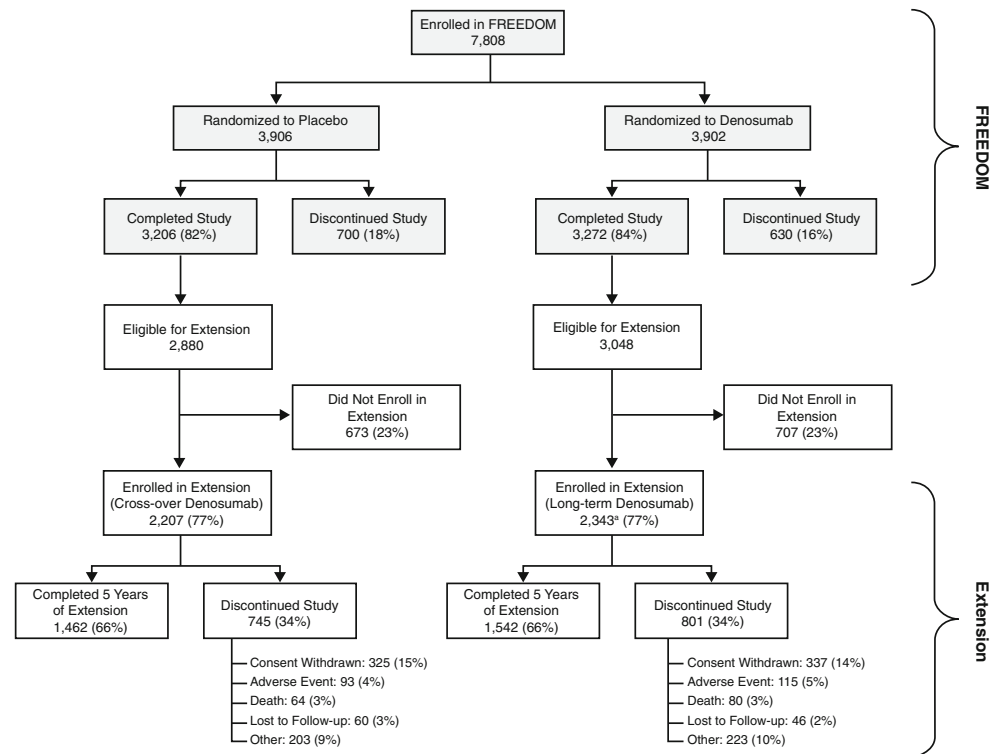 Enrolled in FREEDOM
7,808
Randomized to Placebo
3,906
Randomized to Denosumab
3,902
Completed Study
3,206 (82%)
Discontinued Study
700 (18%)
Completed Study
3,272 (84%)
Discontinued Study
630 (16%)
FREEDOM
Eligible for Extension
2,880
Eligible for Extension
3,048
Did Not Enroll in
Extension
673 (23%)
Did Not Enroll in
Extension
707 (23%)
Enrolled in Extension
(Cross-over Denosumab)
2,207 (77%)
Enrolled in Extension
(Long-term Denosumab)
2,343ª (77%)
Completed 5 Years
of Extension
1,462 (66%)
Discontinued Study
745 (34%)
Completed 5 Years
of Extension
1,542 (66%)
Discontinued Study
801 (34%)
Consent Withdrawn: 325 (15%)
Adverse Event: 93 (4%)
Death: 64 (3%)
Lost to Follow-up: 60 (3%)
Other: 203 (9%)
Consent Withdrawn: 337 (14%)
Adverse Event: 115 (5%)
Death: 80 (3%)
Lost to Follow-up: 46 (2%)
Other: 223 (10%)
Extension